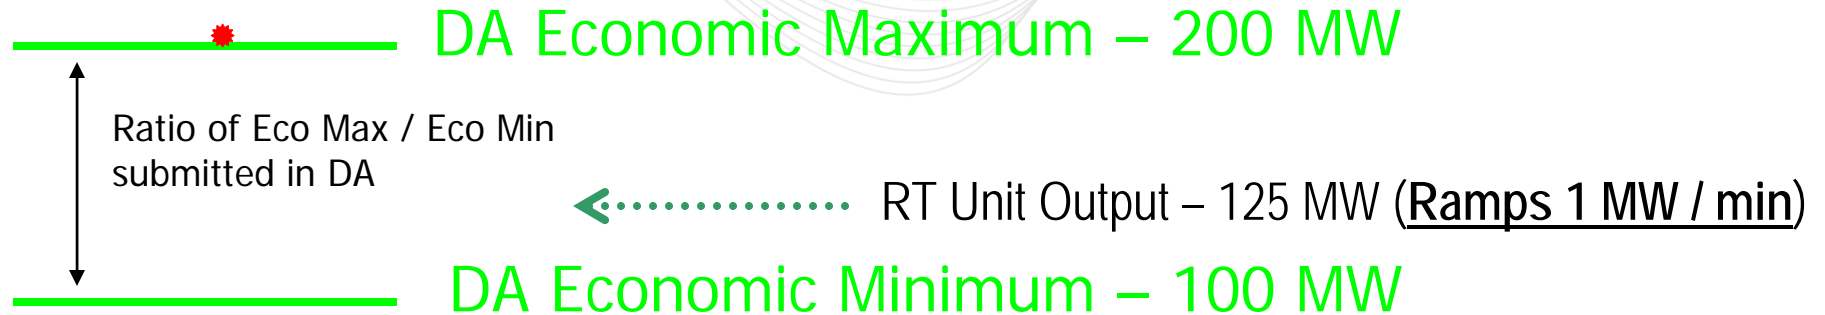 DA Economic Maximum – 200 MW
Ratio of Eco Max / Eco Min
submitted in DA
RT Unit Output – 125 MW (Ramps 1 MW / min)
DA Economic Minimum – 100 MW